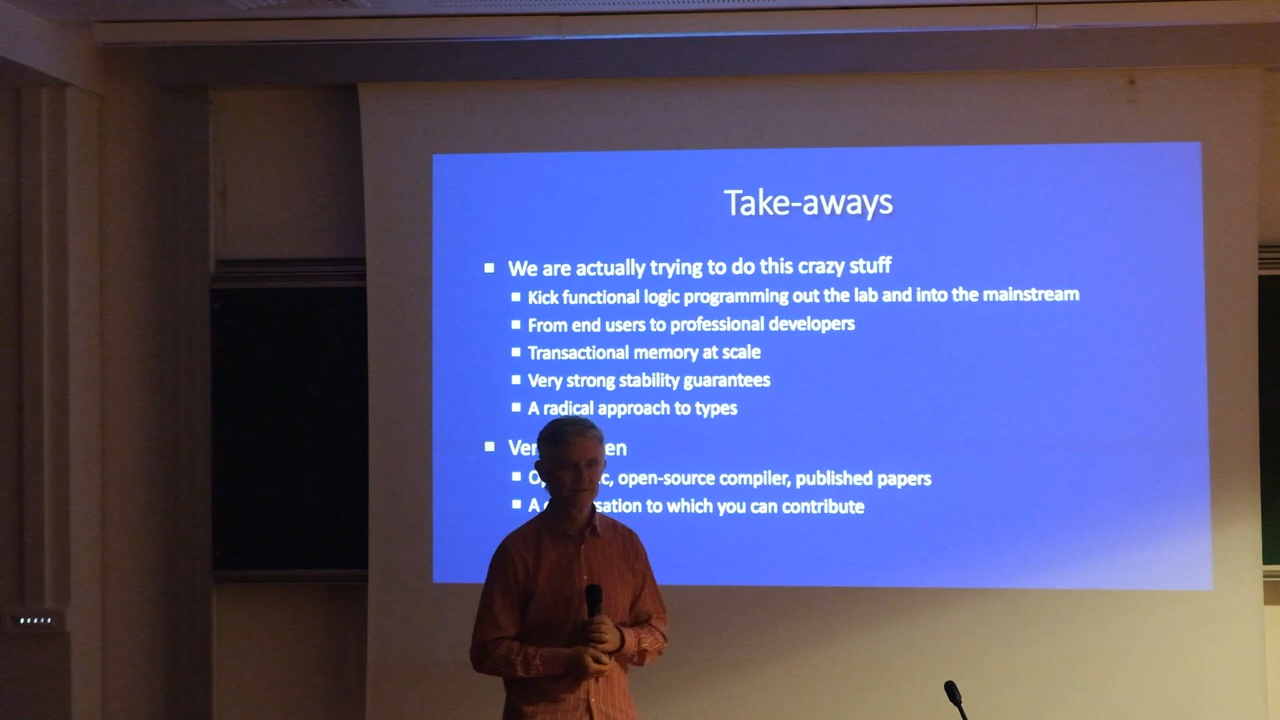 Take-aways
We are actually trying to do this crazy stuff
Kick functional logic programming out the lab and into the mainstream
From end users to professional developers
Transactional memory at scale
Very strong stability guarantees
A radical approach to types
open-source compiler, published papers
A to which you can contribute